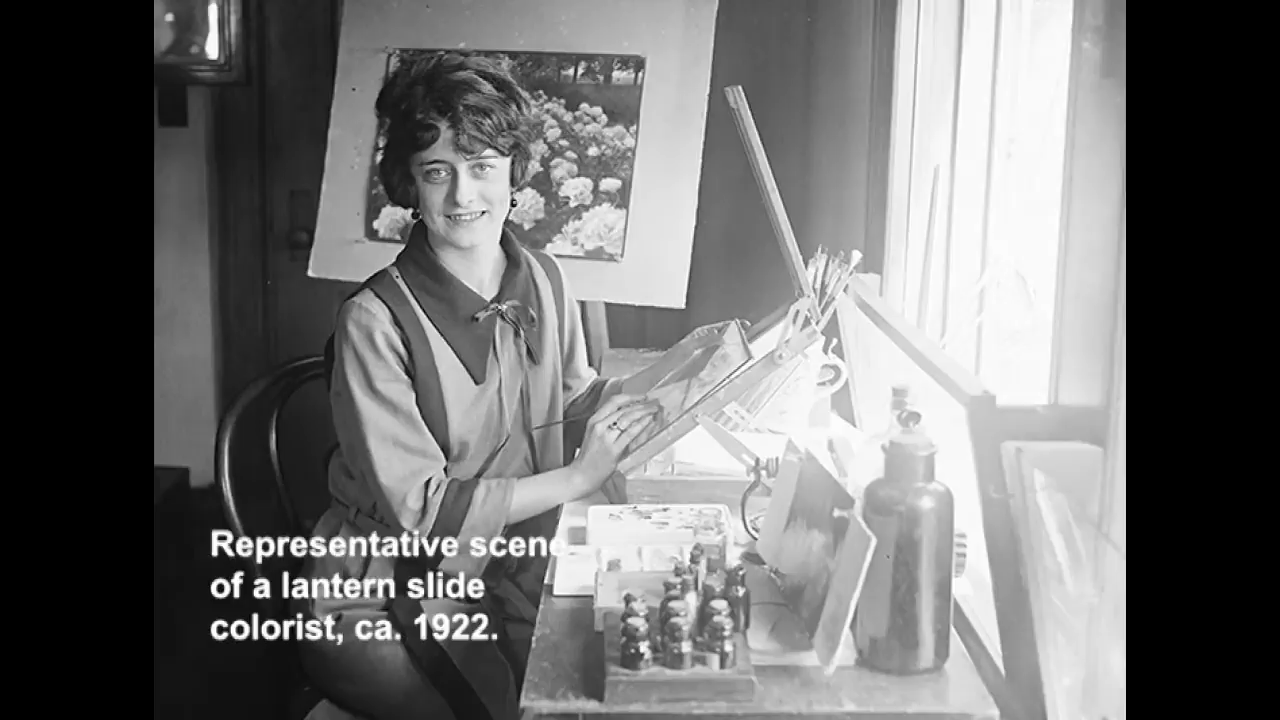 Representative scene
of a lantern slide
colorist, ca. 1922.